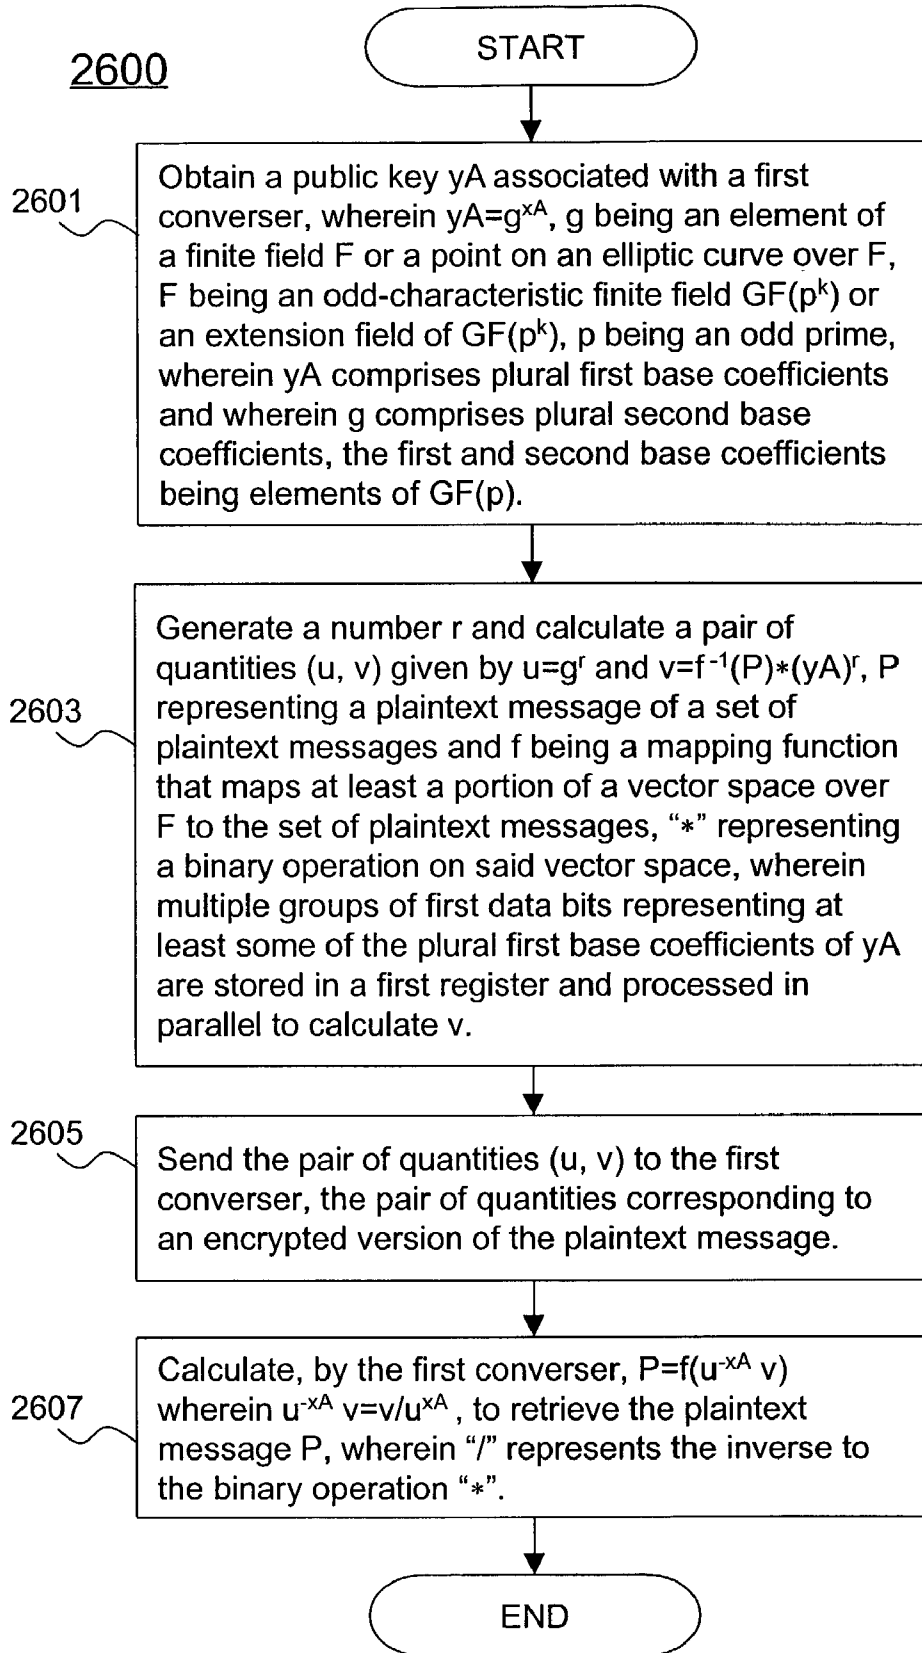 START
2600
2601
Obtain a public key yA associated with a first
converser, wherein yA=g^xA, g being an element of
a finite field F or a point on an elliptic curve over F,
F being an odd-characteristic finite field GF(p^k) or
an extension field of GF(p^k), p being an odd prime,
wherein yA comprises plural first base coefficients
and wherein g comprises plural second base
coefficients, the first and second base coefficients
being elements of GF(p).
2603
Generate a number r and calculate a pair of
quantities (u, v) given by u=g^r and v=f^-1(P)*(yA)^r, P
representing a plaintext message of a set of
plaintext messages and f being a mapping function
that maps at least a portion of a vector space over
F to the set of plaintext messages, “*” representing
a binary operation on said vector space, wherein
multiple groups of first data bits representing at
least some of the plural first base coefficients of yA
are stored in a first register and processed in
parallel to calculate v.
2605
Send the pair of quantities (u, v) to the first
converser, the pair of quantities corresponding to
an encrypted version of the plaintext message.
2607
Calculate, by the first converser, P=f(u^-xA v)
wherein u^-xA v=v/u^xA , to retrieve the plaintext
message P, wherein “/” represents the inverse to
the binary operation “*”.
END